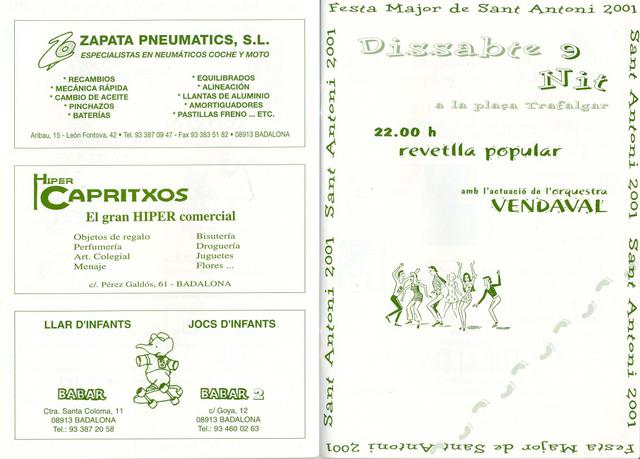 ZAPATA PNEUMATICS, S.L.
ESPECIALISTAS EN NEUMÁTICOS COCHE Y MOTO
* RECAMBIOS
* MECÁNICA RÁPIDA
* CAMBIO DE ACEITE
* PINCHAZOS
* BATERÍAS
* EQUILIBRADOS
* ALINEACIÓN
* LLANTAS DE ALUMINIO
* AMORTIGUADORES
* PASTILLAS FRENO ... ETC.
Aribau, 15 - León Fontova, 42 • Tel. 93 387 09 47 - Fax 93 383 51 82 • 08913 BADALONA
HIPER
CAPRITXOS
El gran HIPER comercial
Objetos de regalo
Perfumería
Art. Colegial
Menaje
Bisutería
Droguería
Juguetes
Flores ...
c/. Pérez Galdós, 61 - BADALONA
LLAR D'INFANTS
JOCS D'INFANTS
BABAR
BABAR 2
Ctra. Santa Coloma, 11
08913 BADALONA
Tel.: 93 387 20 58
c/ Goya, 12
08913 BADALONA
Tel.: 93 460 02 63
Festa Major de Sant Antoni 2001
Sant Antoni 2001 Sant Antoni 2001
Dissabte 9
Nit
a la plaça Trafalgar
22.00 h
revetlla popular
amb l'actuació de l'orquestra
VENDAVAL
Sant Antoni 2001 Sant Antoni 2001
Festa Major de Sant Antoni 2001